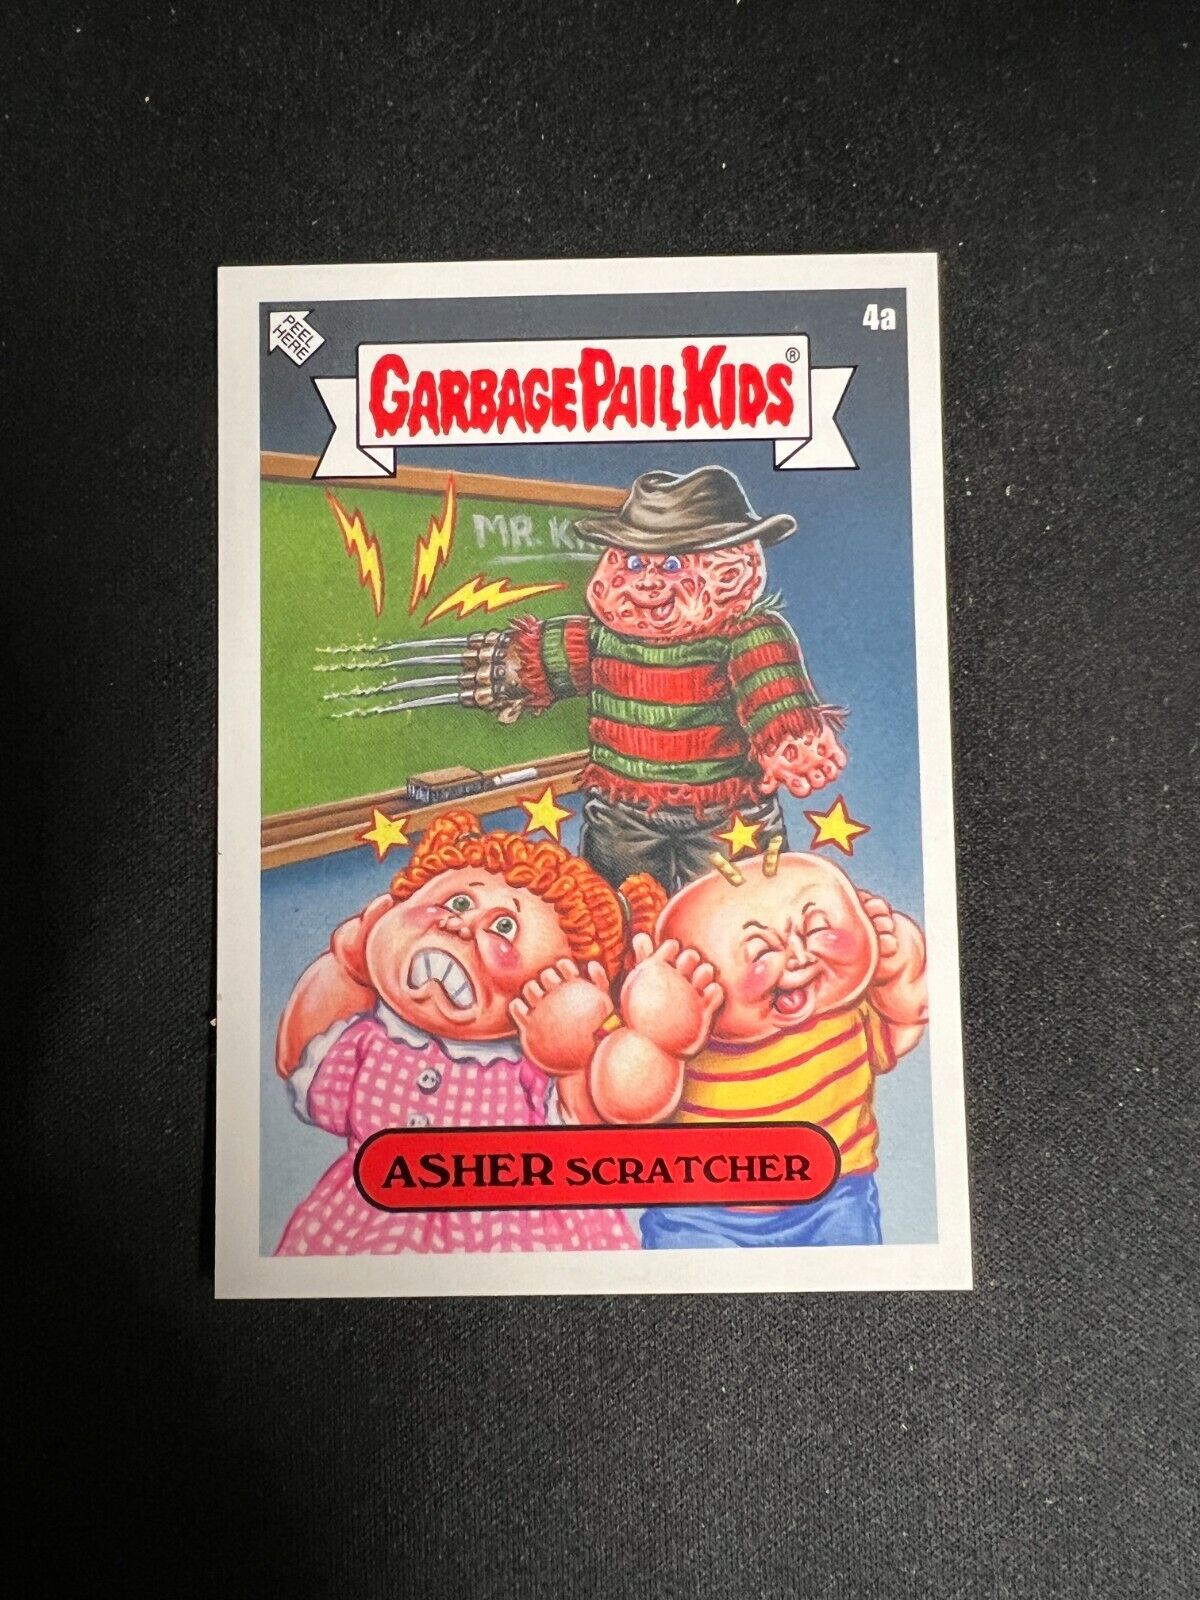 PEEL
HERE
4a
GARBAGE PAIL KIDS®
MR. K
ASHER SCRATCHER